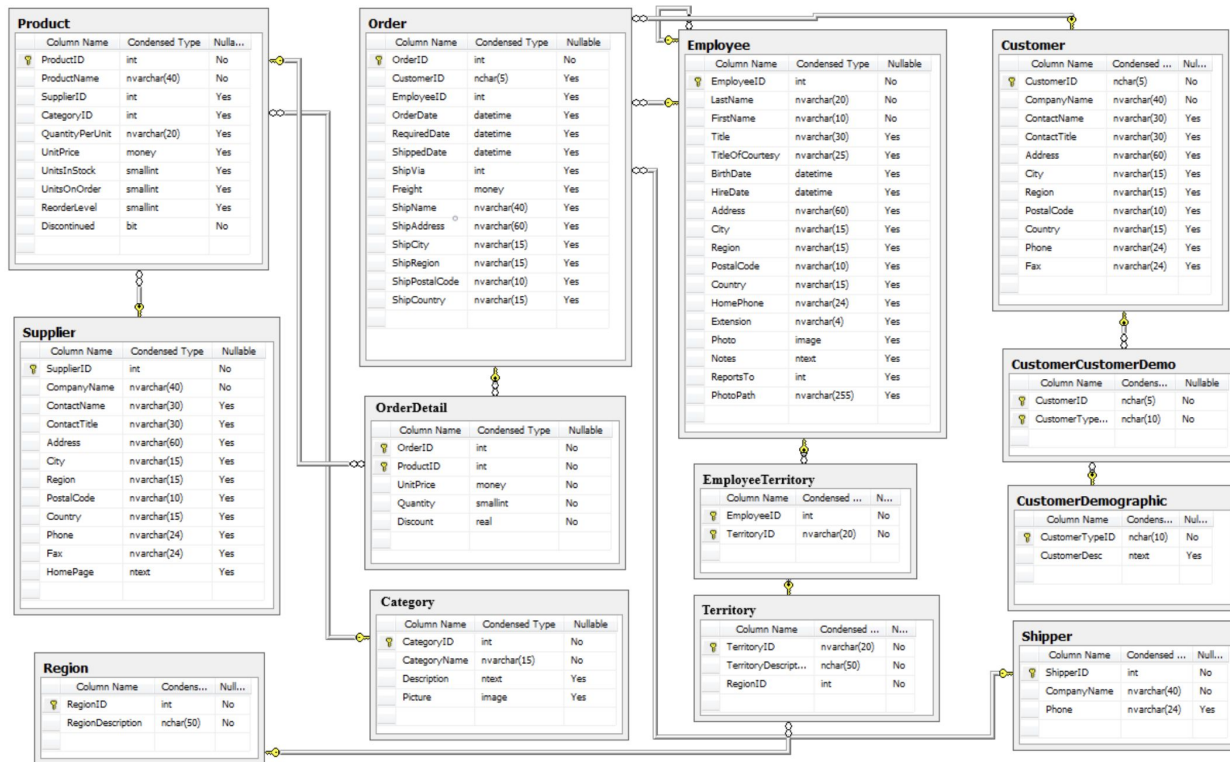 Product
Column Name Condensed Type Nulla...
ProductID int No
ProductName nvarchar(40) No
SupplierID int Yes
CategoryID int Yes
QuantityPerUnit nvarchar(20) Yes
UnitPrice money Yes
UnitsInStock smallint Yes
UnitsOnOrder smallint Yes
ReorderLevel smallint Yes
Discontinued bit No
Order
Column Name Condensed Type Nullable
OrderID int No
CustomerID nchar(5) Yes
EmployeeID int Yes
OrderDate datetime Yes
RequiredDate datetime Yes
ShippedDate datetime Yes
ShipVia int Yes
Freight money Yes
ShipName nvarchar(40) Yes
ShipAddress nvarchar(60) Yes
ShipCity nvarchar(15) Yes
ShipRegion nvarchar(15) Yes
ShipPostalCode nvarchar(10) Yes
ShipCountry nvarchar(15) Yes
Employee
Column Name Condensed Type Nullable
EmployeeID int No
LastName nvarchar(20) No
FirstName nvarchar(10) No
Title nvarchar(30) Yes
TitleOfCourtesy nvarchar(25) Yes
BirthDate datetime Yes
HireDate datetime Yes
Address nvarchar(60) Yes
City nvarchar(15) Yes
Region nvarchar(15) Yes
PostalCode nvarchar(10) Yes
Country nvarchar(15) Yes
HomePhone nvarchar(24) Yes
Extension nvarchar(4) Yes
Photo image Yes
Notes ntext Yes
ReportsTo int Yes
PhotoPath nvarchar(255) Yes
Customer
Column Name Condensed ... Nul...
CustomerID nchar(5) No
CompanyName nvarchar(40) No
ContactName nvarchar(30) Yes
ContactTitle nvarchar(30) Yes
Address nvarchar(60) Yes
City nvarchar(15) Yes
Region nvarchar(15) Yes
PostalCode nvarchar(10) Yes
Country nvarchar(15) Yes
Phone nvarchar(24) Yes
Fax nvarchar(24) Yes
Supplier
Column Name Condensed Type Nullable
SupplierID int No
CompanyName nvarchar(40) No
ContactName nvarchar(30) Yes
ContactTitle nvarchar(30) Yes
Address nvarchar(60) Yes
City nvarchar(15) Yes
Region nvarchar(15) Yes
PostalCode nvarchar(10) Yes
Country nvarchar(15) Yes
Phone nvarchar(24) Yes
Fax nvarchar(24) Yes
HomePage ntext Yes
OrderDetail
Column Name Condensed Type Nullable
OrderID int No
ProductID int No
UnitPrice money No
Quantity smallint No
Discount real No
EmployeeTerritory
Column Name Condensed ... N...
EmployeeID int No
TerritoryID nvarchar(20) No
CustomerCustomerDemo
Column Name Condens... Nullable
CustomerID nchar(5) No
CustomerType... nchar(10) No
CustomerDemographic
Column Name Condens... Nul...
CustomerTypeID nchar(10) No
CustomerDesc ntext Yes
Category
Column Name Condensed Type Nullable
CategoryID int No
CategoryName nvarchar(15) No
Description ntext Yes
Picture image Yes
Territory
Column Name Condensed ... N...
TerritoryID nvarchar(20) No
TerritoryDescript... nchar(50) No
RegionID int No
Shipper
Column Name Condensed ... Null...
ShipperID int No
CompanyName nvarchar(40) No
Phone nvarchar(24) Yes
Region
Column Name Condens... Null...
RegionID int No
RegionDescription nchar(50) No